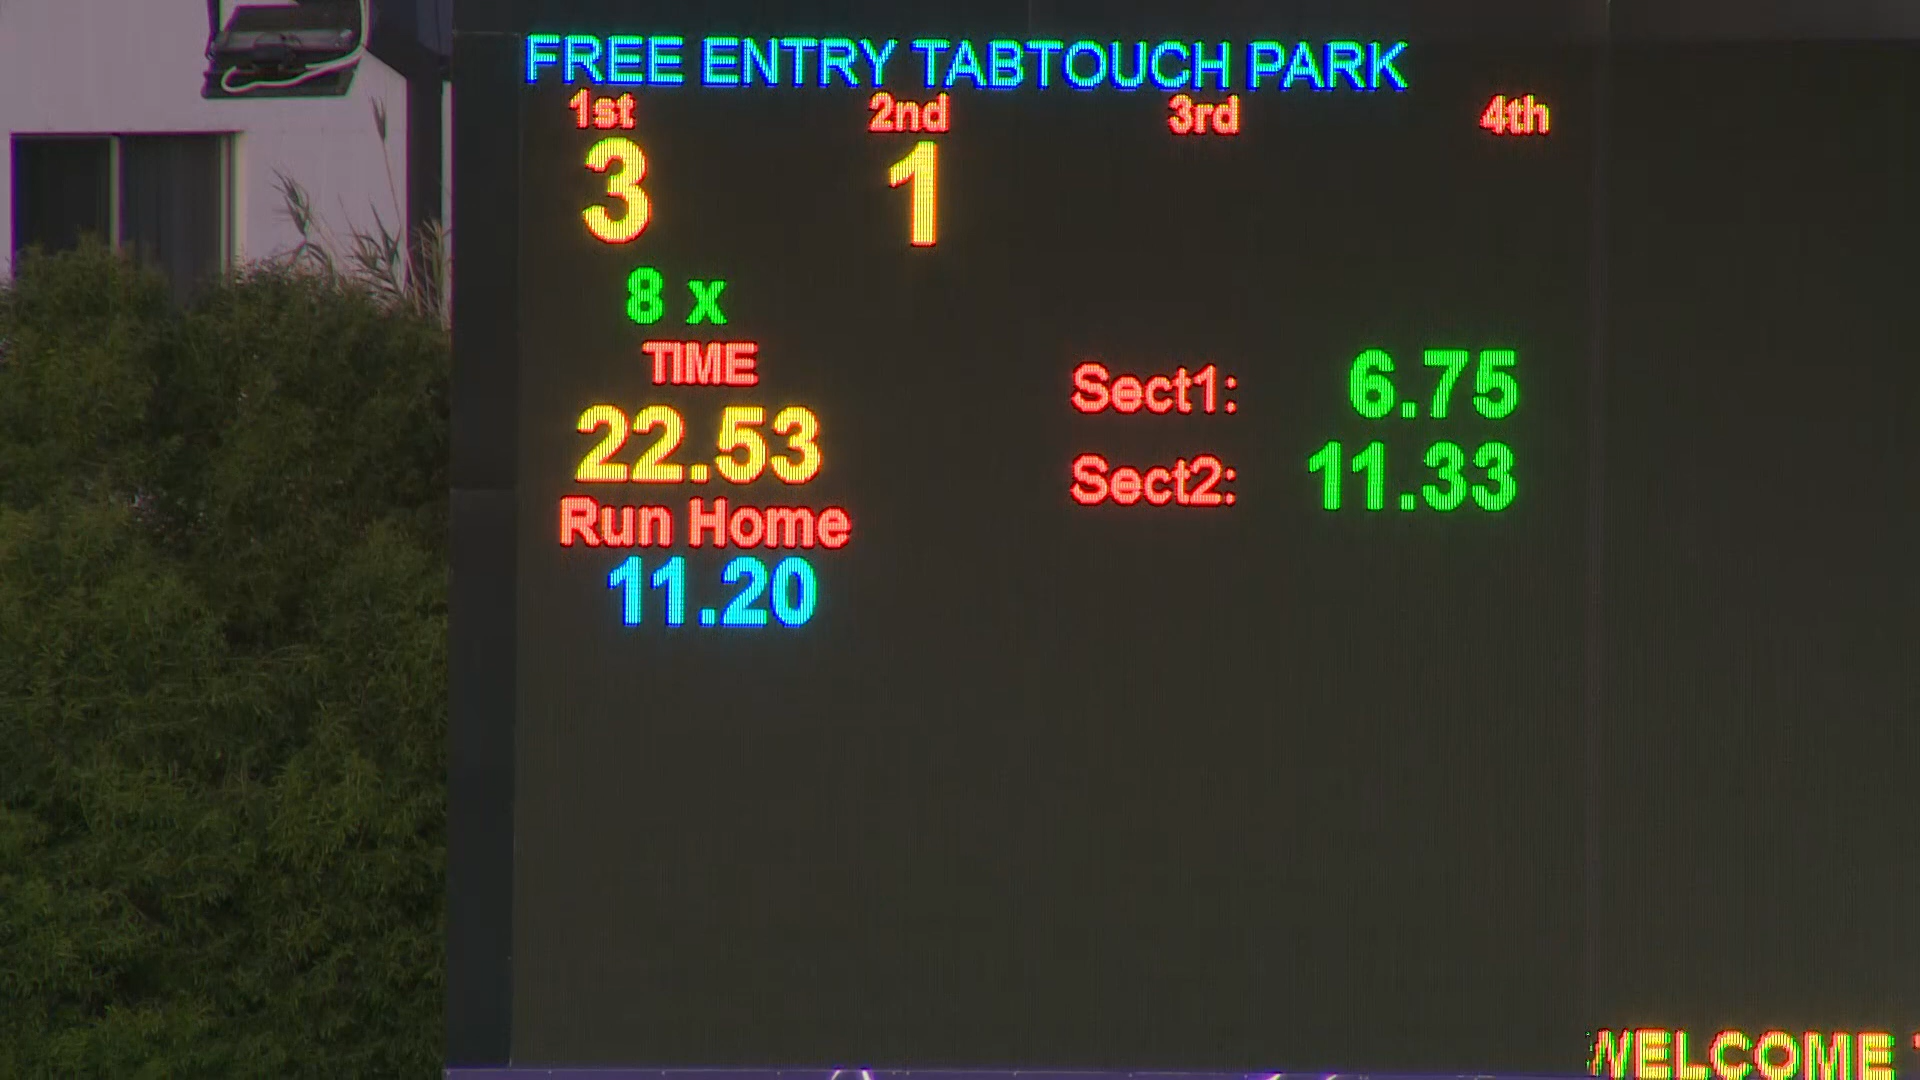 FREE ENTRY TABTOUCH PARK
1st 2nd 3rd 4th
3 1
8 x
TIME
22.53
Run Home
11.20
Sect1: 6.75
Sect2: 11.33
WELCOME